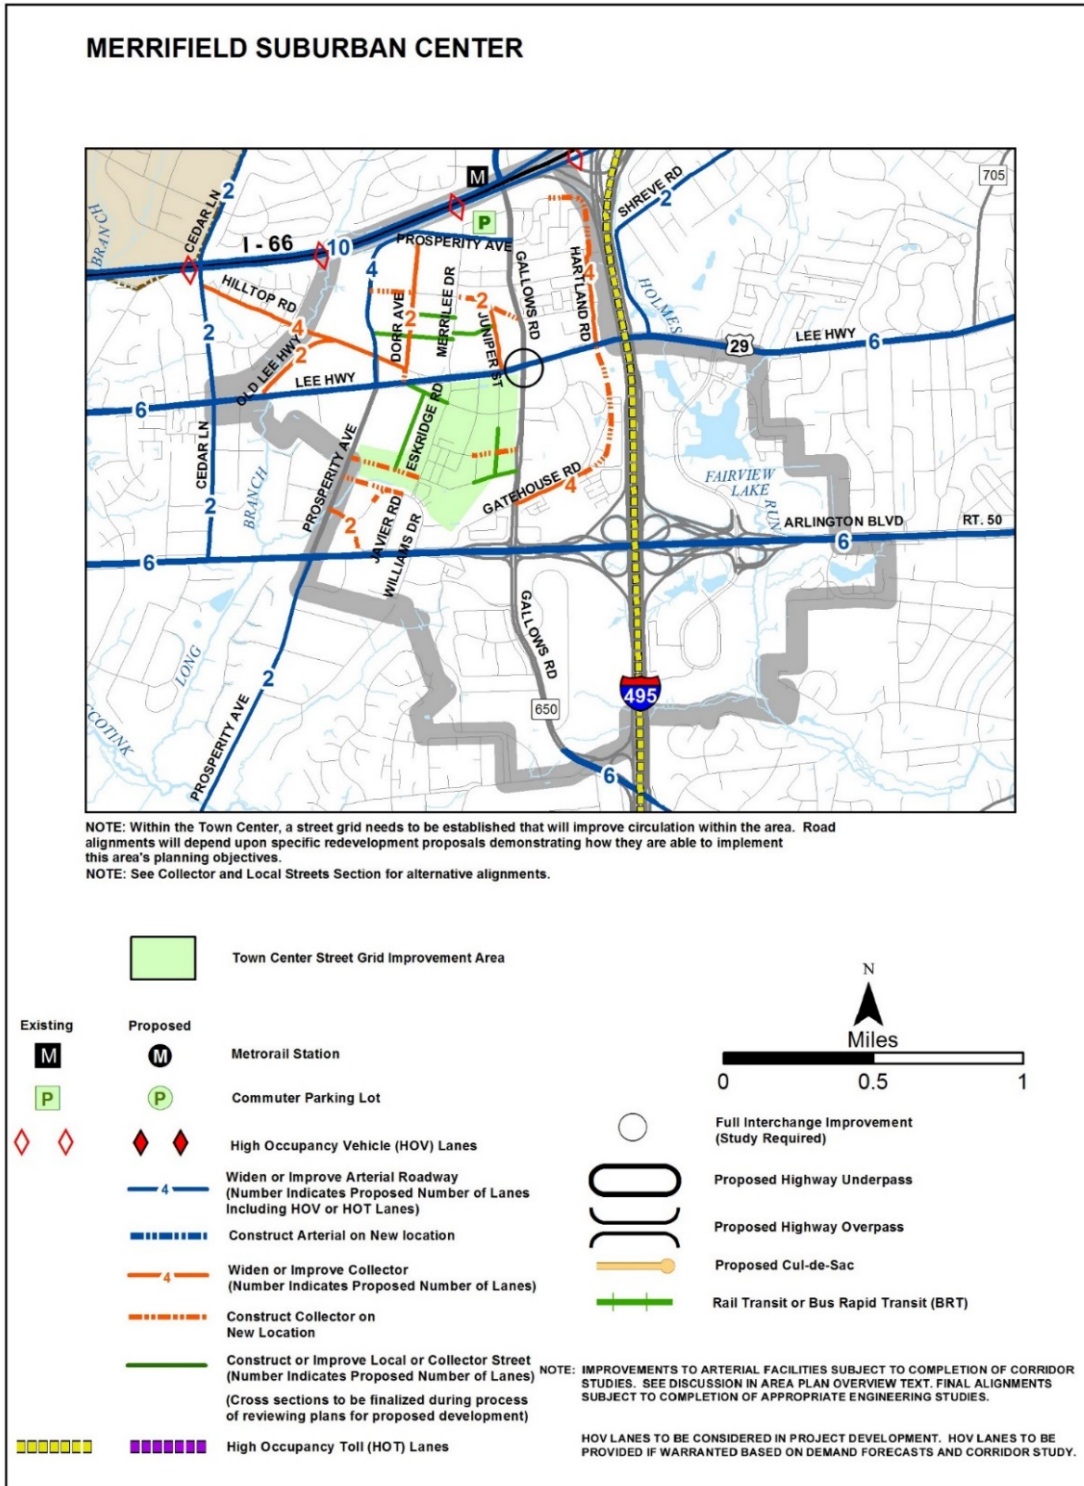 MERRIFIELD SUBURBAN CENTER
M
705
CEDAR LN
2
SHREVE RD
2
BRANCH
I - 66
10
P
PROSPERITY AVE
4
HILLTOP RD
4
GALLOWS RD
HARTLAND RD
4
HOLMES
MERRILEE DR
DORR AVE
2
2
JUNIPER ST
2
OLD LEE HWY
2
LEE HWY
29
LEE HWY
6
6
CEDAR LN
ESKRIDGE RD
PROSPERITY AVE
GATEHOUSE RD
4
FAIRVIEW
LAKE
RUN
BRANCH
2
2
JAVIER RD
WILLIAMS DR
ARLINGTON BLVD
RT. 50
6
6
GALLOWS RD
LONG
2
495
650
PROSPERITY AVE
CCOTINK
6
NOTE: Within the Town Center, a street grid needs to be established that will improve circulation within the area. Road
alignments will depend upon specific redevelopment proposals demonstrating how they are able to implement
this area's planning objectives.
NOTE: See Collector and Local Streets Section for alternative alignments.
Town Center Street Grid Improvement Area
Existing Proposed
M M Metrorail Station
P P Commuter Parking Lot
High Occupancy Vehicle (HOV) Lanes
4 Widen or Improve Arterial Roadway
(Number Indicates Proposed Number of Lanes
Including HOV or HOT Lanes)
Construct Arterial on New location
4 Widen or Improve Collector
(Number Indicates Proposed Number of Lanes)
Construct Collector on
New Location
Construct or Improve Local or Collector Street
(Number Indicates Proposed Number of Lanes)
(Cross sections to be finalized during process
of reviewing plans for proposed development)
High Occupancy Toll (HOT) Lanes
N
Miles
0 0.5 1
Full Interchange Improvement
(Study Required)
Proposed Highway Underpass
Proposed Highway Overpass
Proposed Cul-de-Sac
Rail Transit or Bus Rapid Transit (BRT)
NOTE: IMPROVEMENTS TO ARTERIAL FACILITIES SUBJECT TO COMPLETION OF CORRIDOR
STUDIES. SEE DISCUSSION IN AREA PLAN OVERVIEW TEXT. FINAL ALIGNMENTS
SUBJECT TO COMPLETION OF APPROPRIATE ENGINEERING STUDIES.
HOV LANES TO BE CONSIDERED IN PROJECT DEVELOPMENT. HOV LANES TO BE
PROVIDED IF WARRANTED BASED ON DEMAND FORECASTS AND CORRIDOR STUDY.